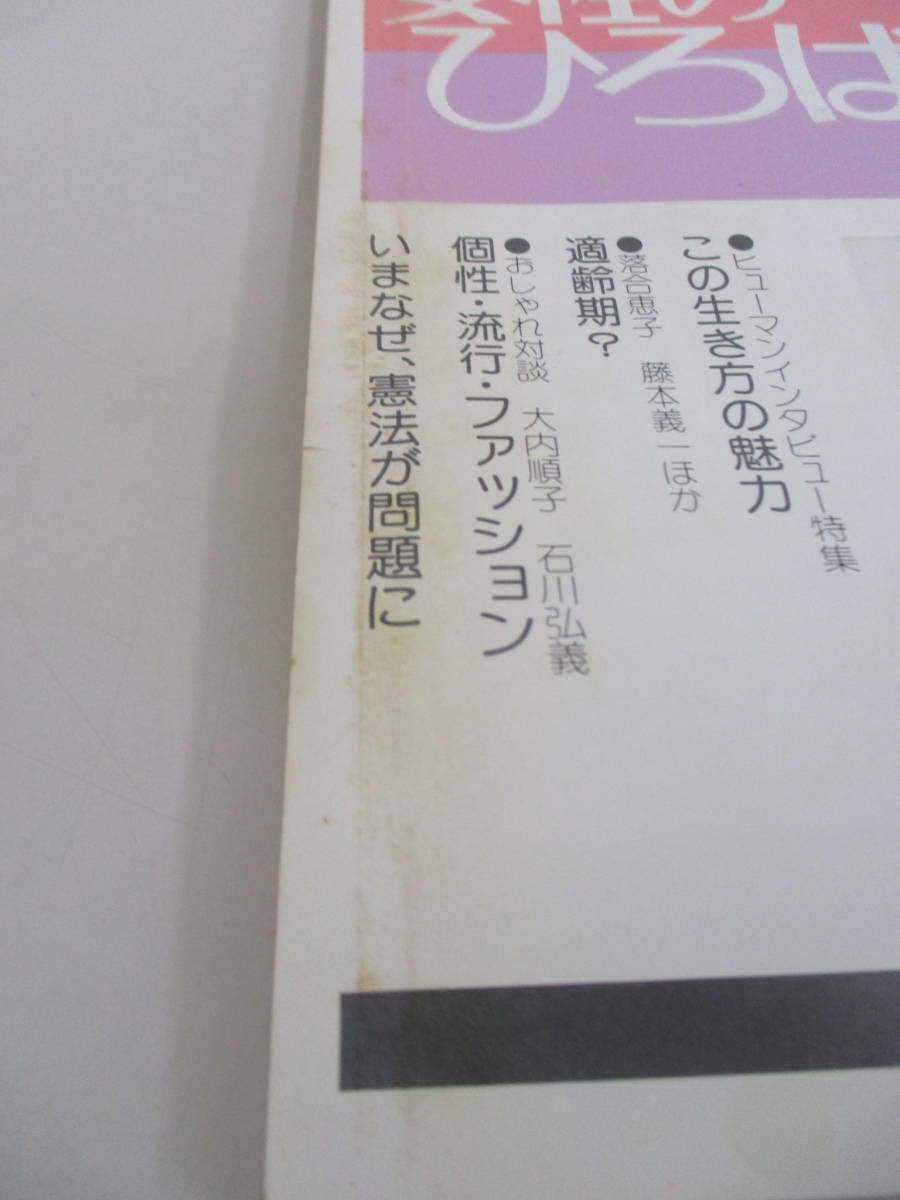 女性の
ひろば
●ヒューマンインタビュー特集
この生き方の魅力
●落合恵子 藤本義一ほか
適齢期?
●おしゃれ対談 大内順子 石川弘義
個性・流行・ファッション
いまなぜ、憲法が問題に